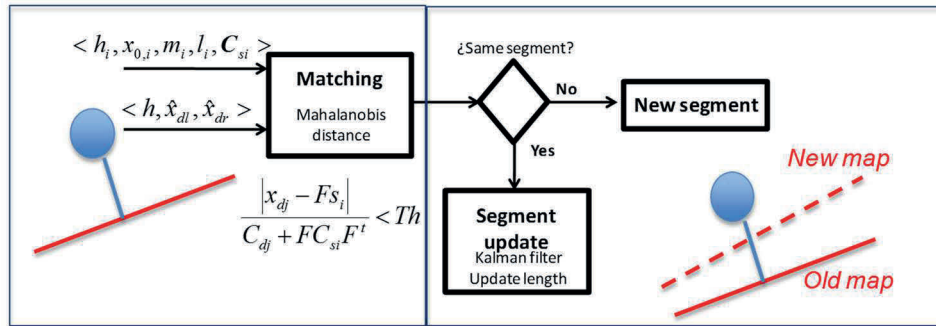 < h_i, x_{0,i}, m_i, l_i, C_{si} >
< h, x̂_{dl}, x̂_{dr} >
Matching
Mahalanobis
distance
|x_{dj} − Fs_i| / C_{dj} + FC_{si}F^t < Th
¿Same segment?
No
New segment
Yes
Segment
update
Kalman filter
Update length
New map
Old map